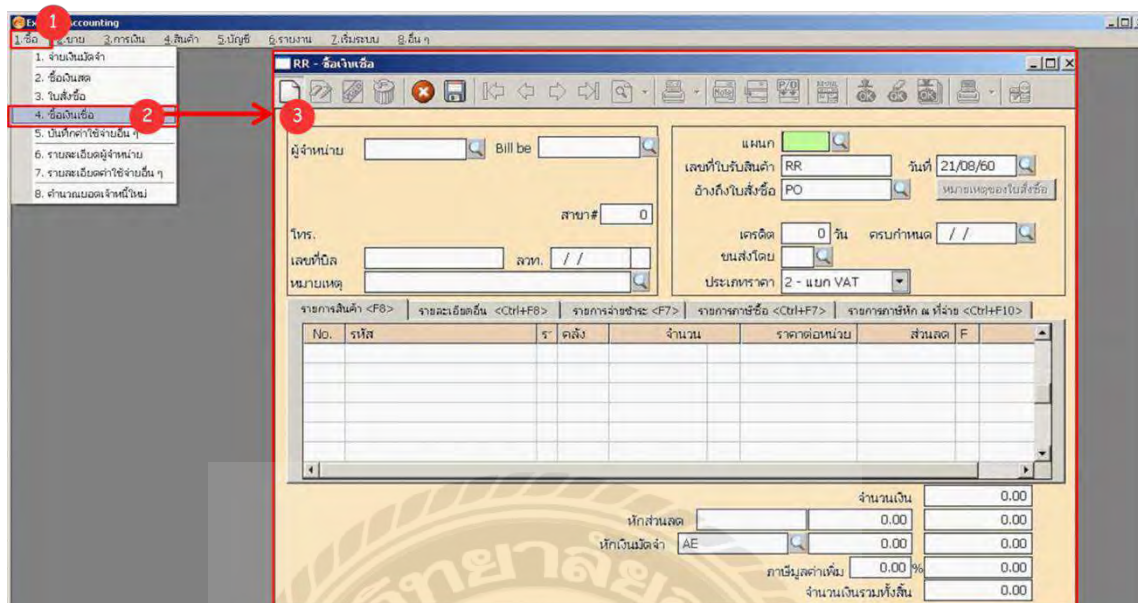 1
Accounting
1.ซื้อ 2.ขาย 3.การเงิน 4.สินค้า 5.บัญชี 6.รายงาน 7.เริ่มระบบ 8.อื่น ๆ
1. จ่ายเงินมัดจำ
2. ซื้อเงินสด
3. ใบสั่งซื้อ
4. ซื้อเงินเชื่อ 2
5. บันทึกค่าใช้จ่ายอื่น ๆ
6. รายละเอียดผู้จำหน่าย
7. รายละเอียดค่าใช้จ่ายอื่น ๆ
8. คำนวณยอดเจ้าหนี้ใหม่
RR - ซื้อเงินเชื่อ
3
ผู้จำหน่าย Bill be
แผนก
เลขที่ใบรับสินค้า RR วันที่ 21/08/60
อ้างถึงใบสั่งซื้อ PO หมายเหตุของใบสั่งซื้อ
สาขา# 0
โทร.
เครดิต 0 วัน ครบกำหนด / /
เลขที่บิล ลวท. / /
ขนส่งโดย
หมายเหตุ
ประเภทราคา 2 - แยก VAT
รายการสินค้า <F8> รายละเอียดอื่น <Ctrl+F8> รายการจ่ายชำระ <F7> รายการภาษีซื้อ <Ctrl+F7> รายการภาษีหัก ณ ที่จ่าย <Ctrl+F10>
No. รหัส ร คลัง จำนวน ราคาต่อหน่วย ส่วนลด F
จำนวนเงิน 0.00
หักส่วนลด 0.00 0.00
หักเงินมัดจำ AE 0.00 0.00
ภาษีมูลค่าเพิ่ม 0.00 % 0.00
จำนวนเงินรวมทั้งสิ้น 0.00